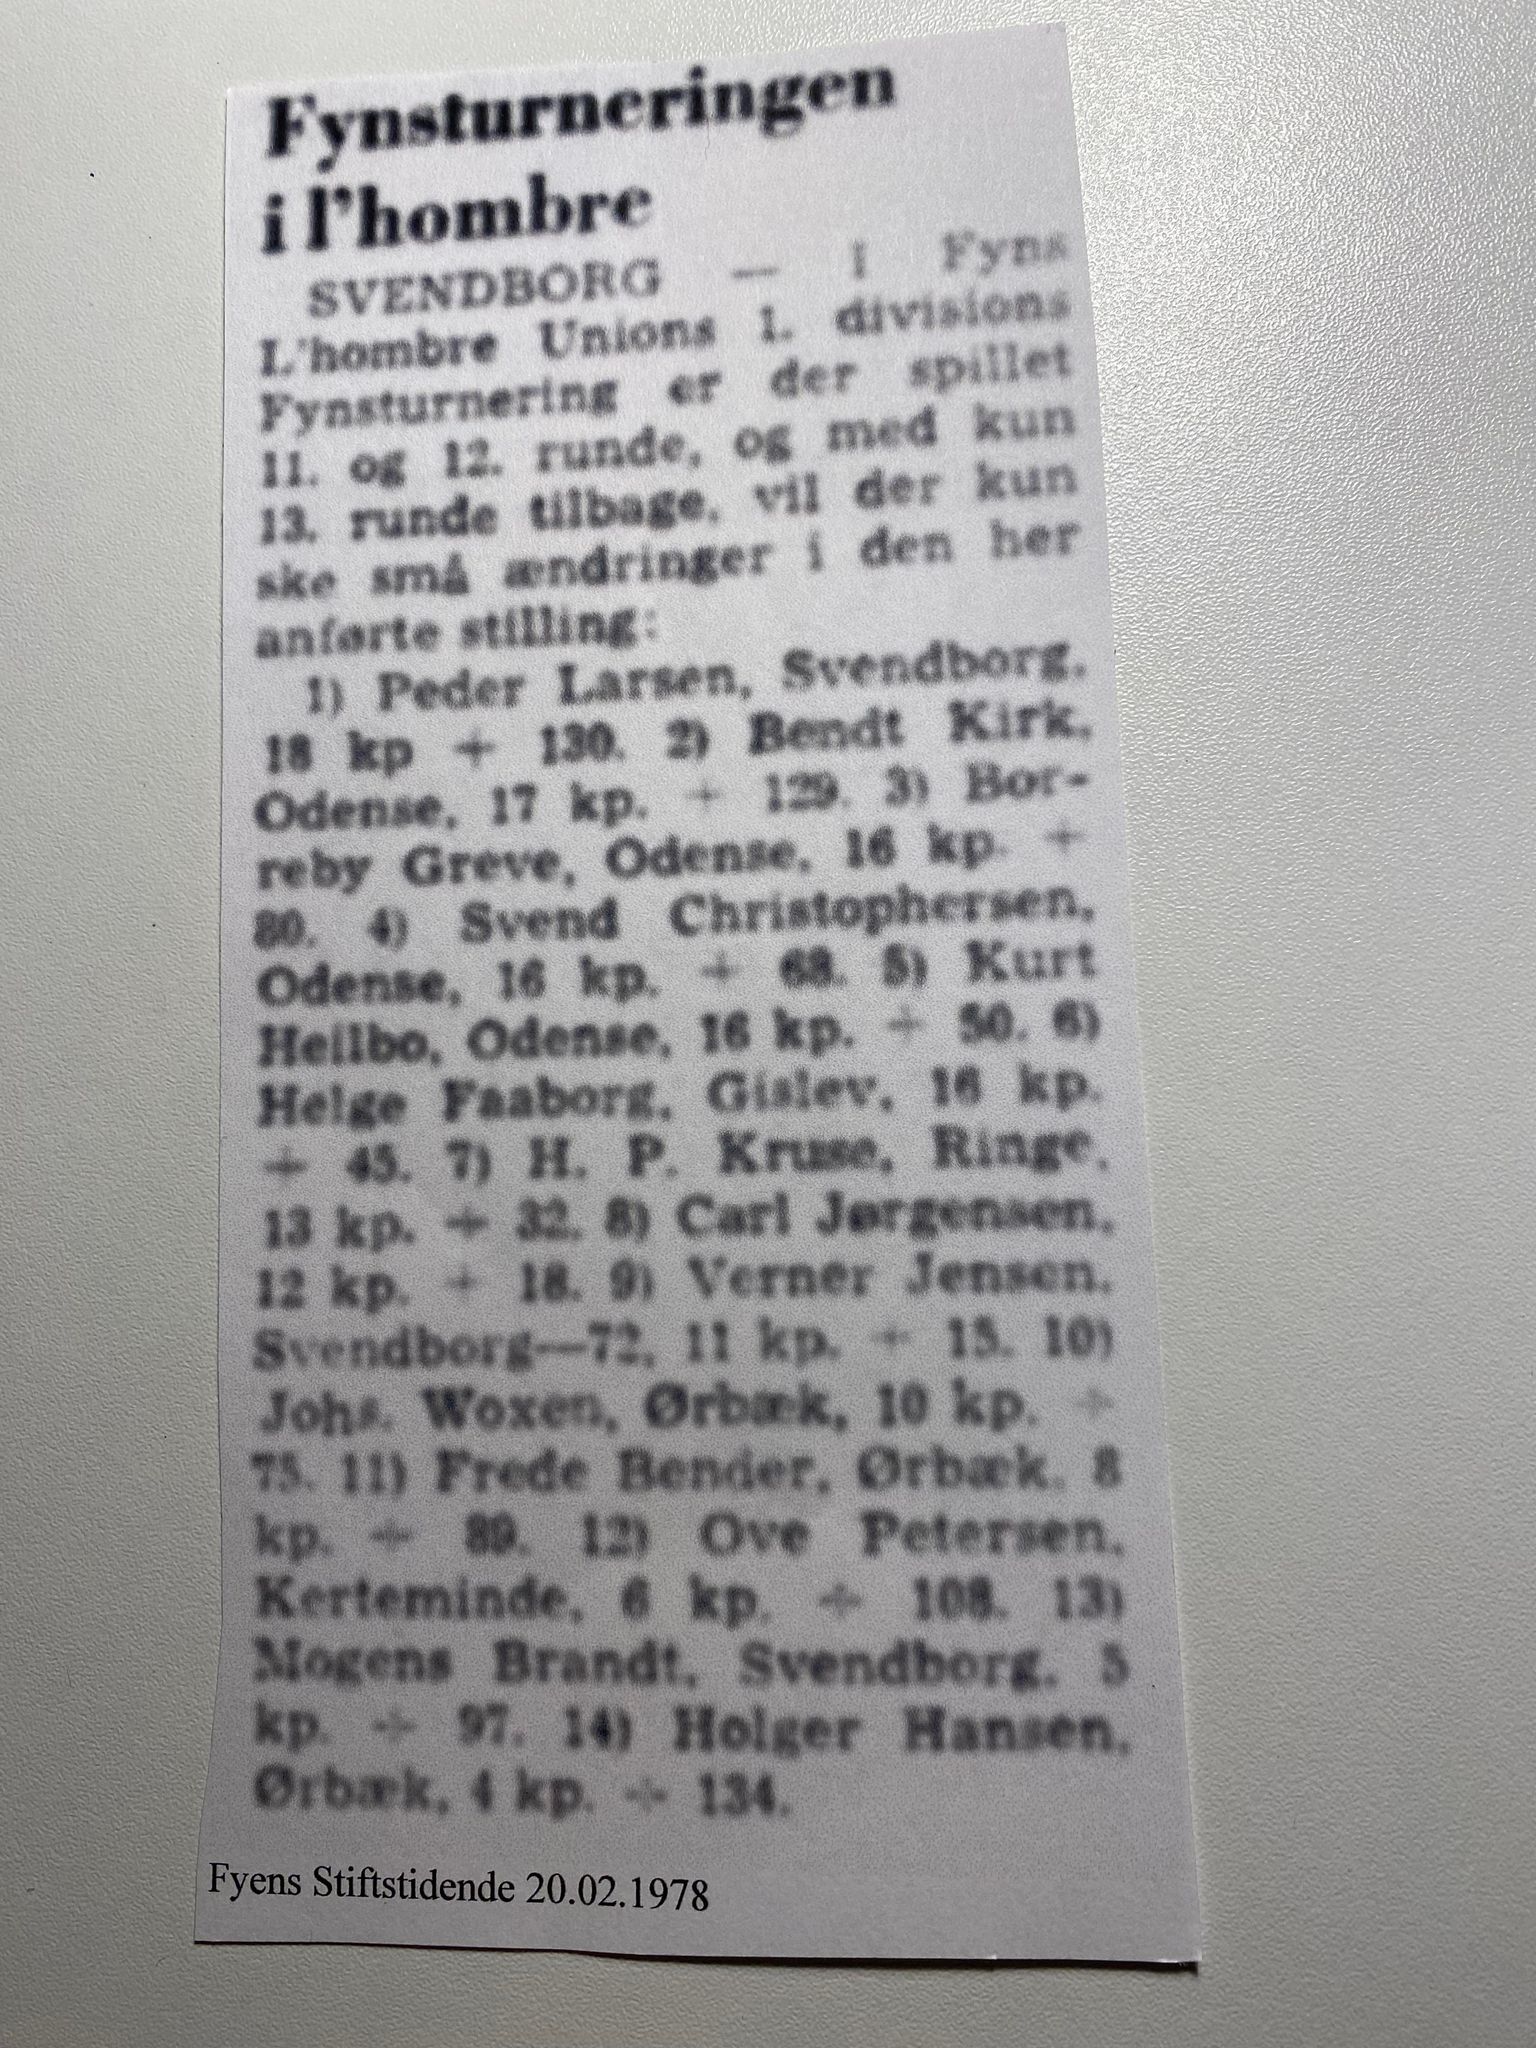 Fynsturneringen
i l'hombre
SVENDBORG — I Fyns
L'hombre Unions 1. divisions
Fynsturnering er der spillet
11. og 12. runde, og med kun
13. runde tilbage, vil der kun
ske små ændringer i den her
anførte stilling:
1) Peder Larsen, Svendborg,
18 kp + 130. 2) Bendt Kirk,
Odense, 17 kp. + 129. 3) Bor-
reby Greve, Odense, 16 kp. +
80. 4) Svend Christophersen,
Odense, 16 kp. + 68. 5) Kurt
Heilbo, Odense, 16 kp. + 50. 6)
Helge Faaborg, Gislev, 16 kp.
÷ 45. 7) H. P. Kruse, Ringe,
13 kp. ÷ 32. 8) Carl Jørgensen,
12 kp. + 18. 9) Verner Jensen,
Svendborg—72, 11 kp. + 15. 10)
Johs. Woxen, Ørbæk, 10 kp. ÷
75. 11) Frede Bender, Ørbæk, 8
kp. ÷ 89. 12) Ove Petersen,
Kerteminde, 6 kp. ÷ 108. 13)
Mogens Brandt, Svendborg, 5
kp. ÷ 97. 14) Holger Hansen,
Ørbæk, 4 kp. ÷ 134.
Fyens Stiftstidende 20.02.1978